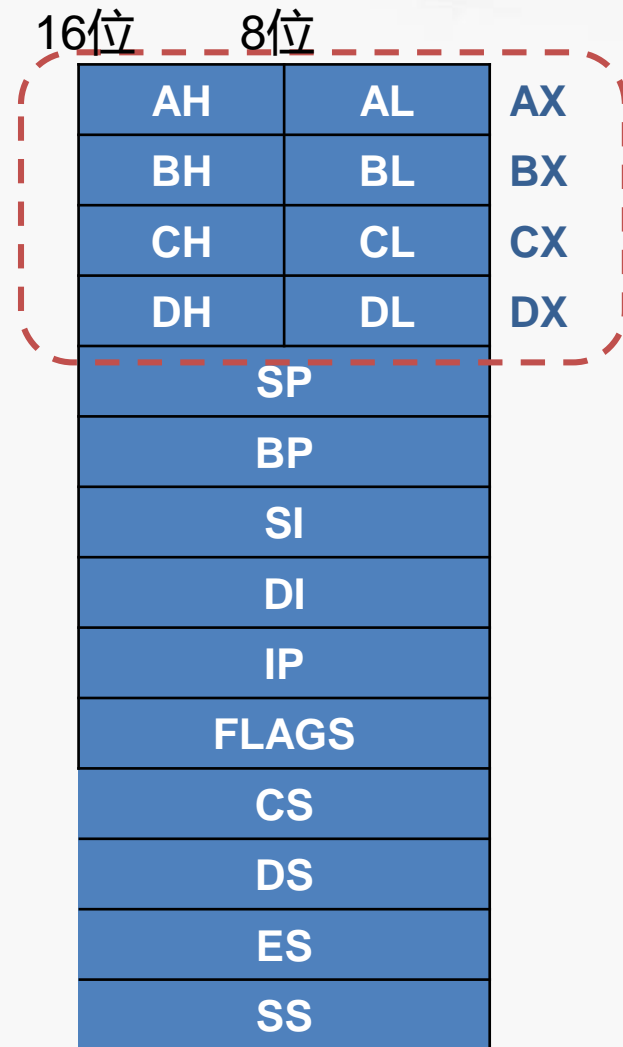 16位 8位
AH AL AX
BH BL BX
CH CL CX
DH DL DX
SP
BP
SI
DI
IP
FLAGS
CS
DS
ES
SS